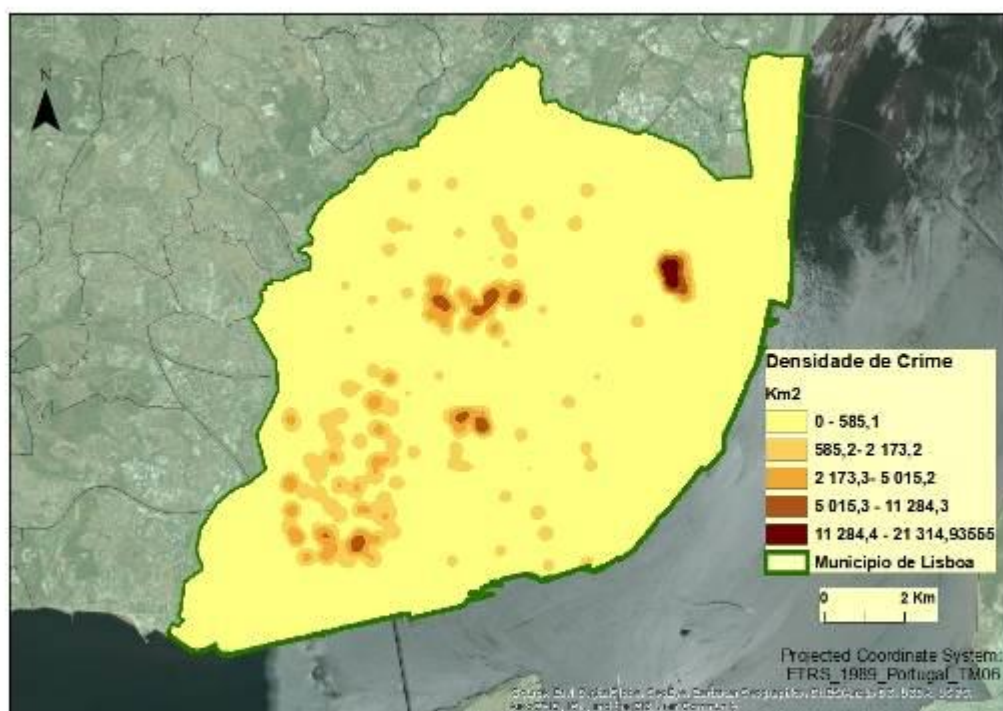 N
Densidade de Crime
Km2
0 - 585,1
585,2- 2 173,2
2 173,3- 5 015,2
5 015,3 - 11 284,3
11 284,4 - 21 314,93555
Município de Lisboa
0 2 Km
Projected Coordinate System:
ETRS_1989_Portugal_TM06